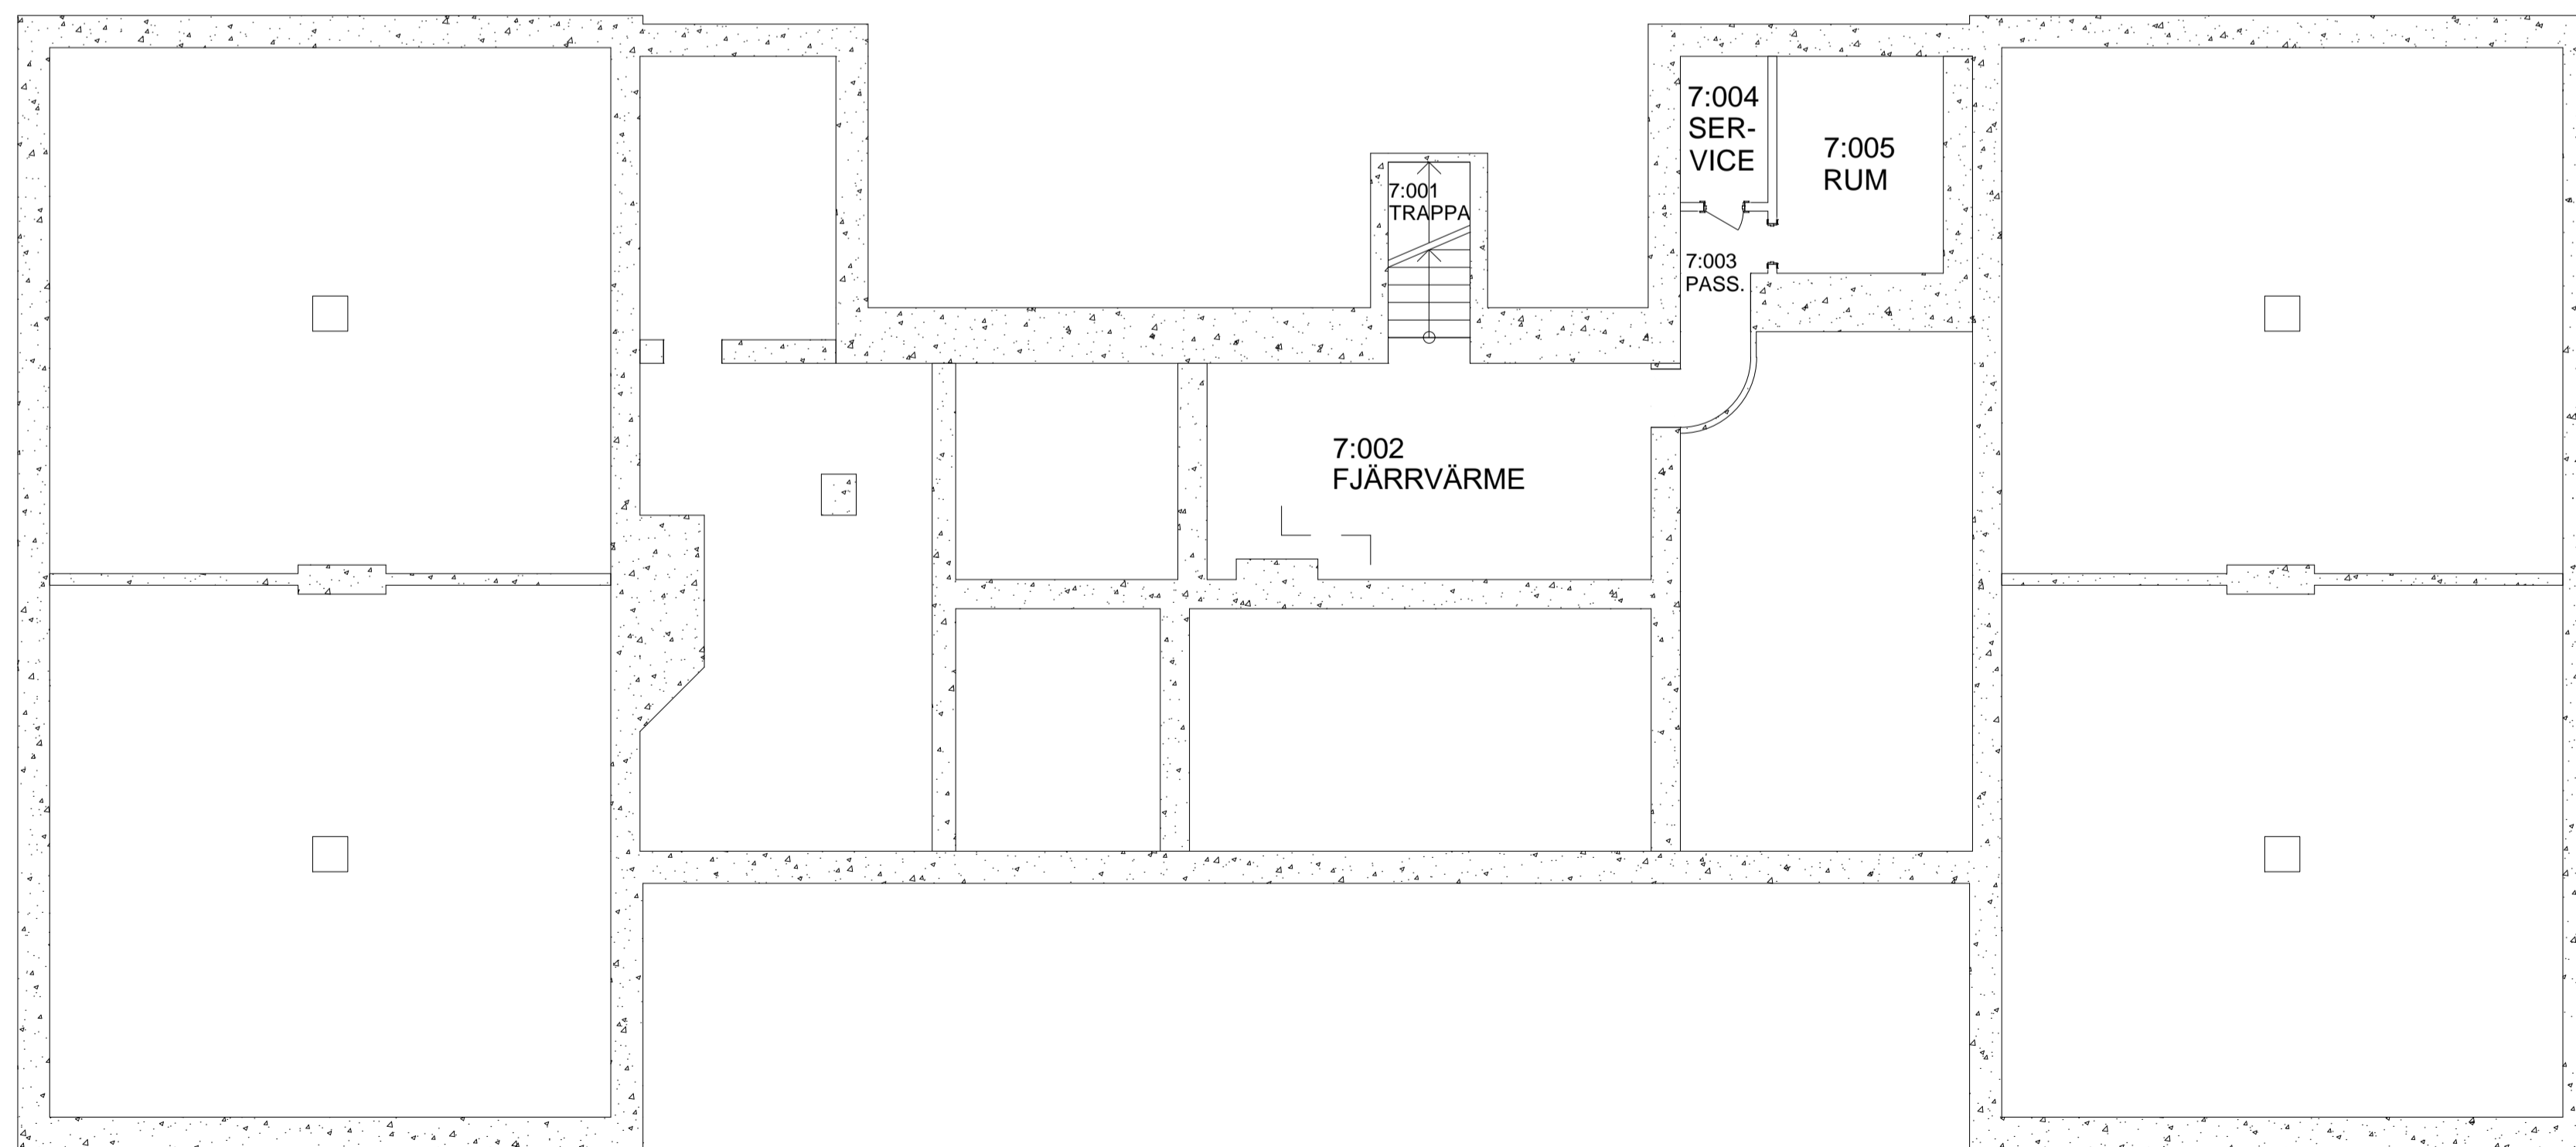 7:004
SER-
VICE
7:005
RUM
7:001
TRAPPA
7:003
PASS.
7:002
FJÄRRVÄRME